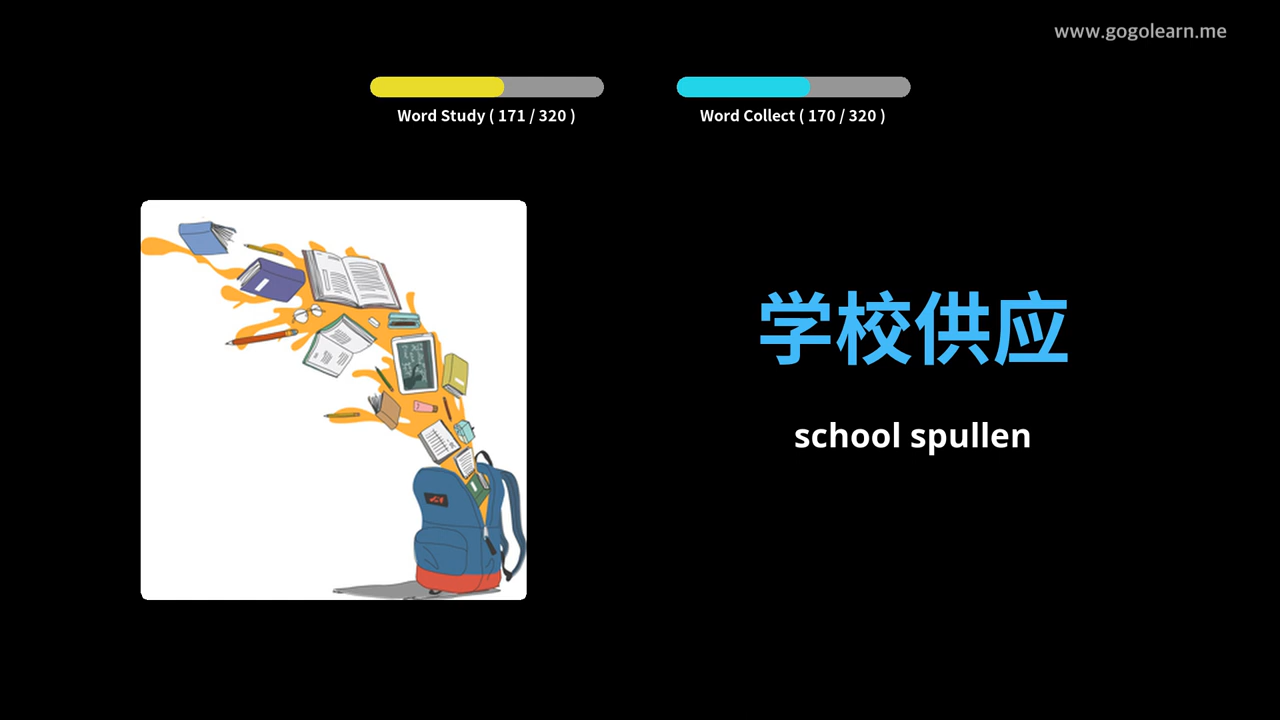 www.gogolearn.me
Word Study ( 171 / 320 )
Word Collect ( 170 / 320 )
学校供应
school spullen